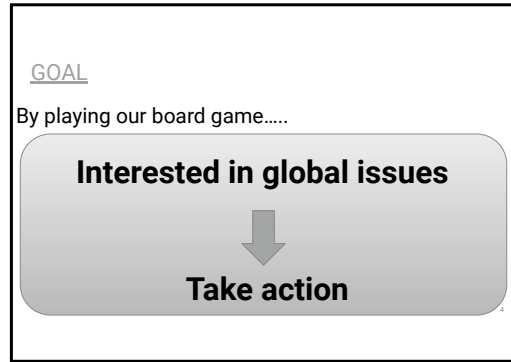 GOAL
By playing our board game.....
Interested in global issues
Take action
4